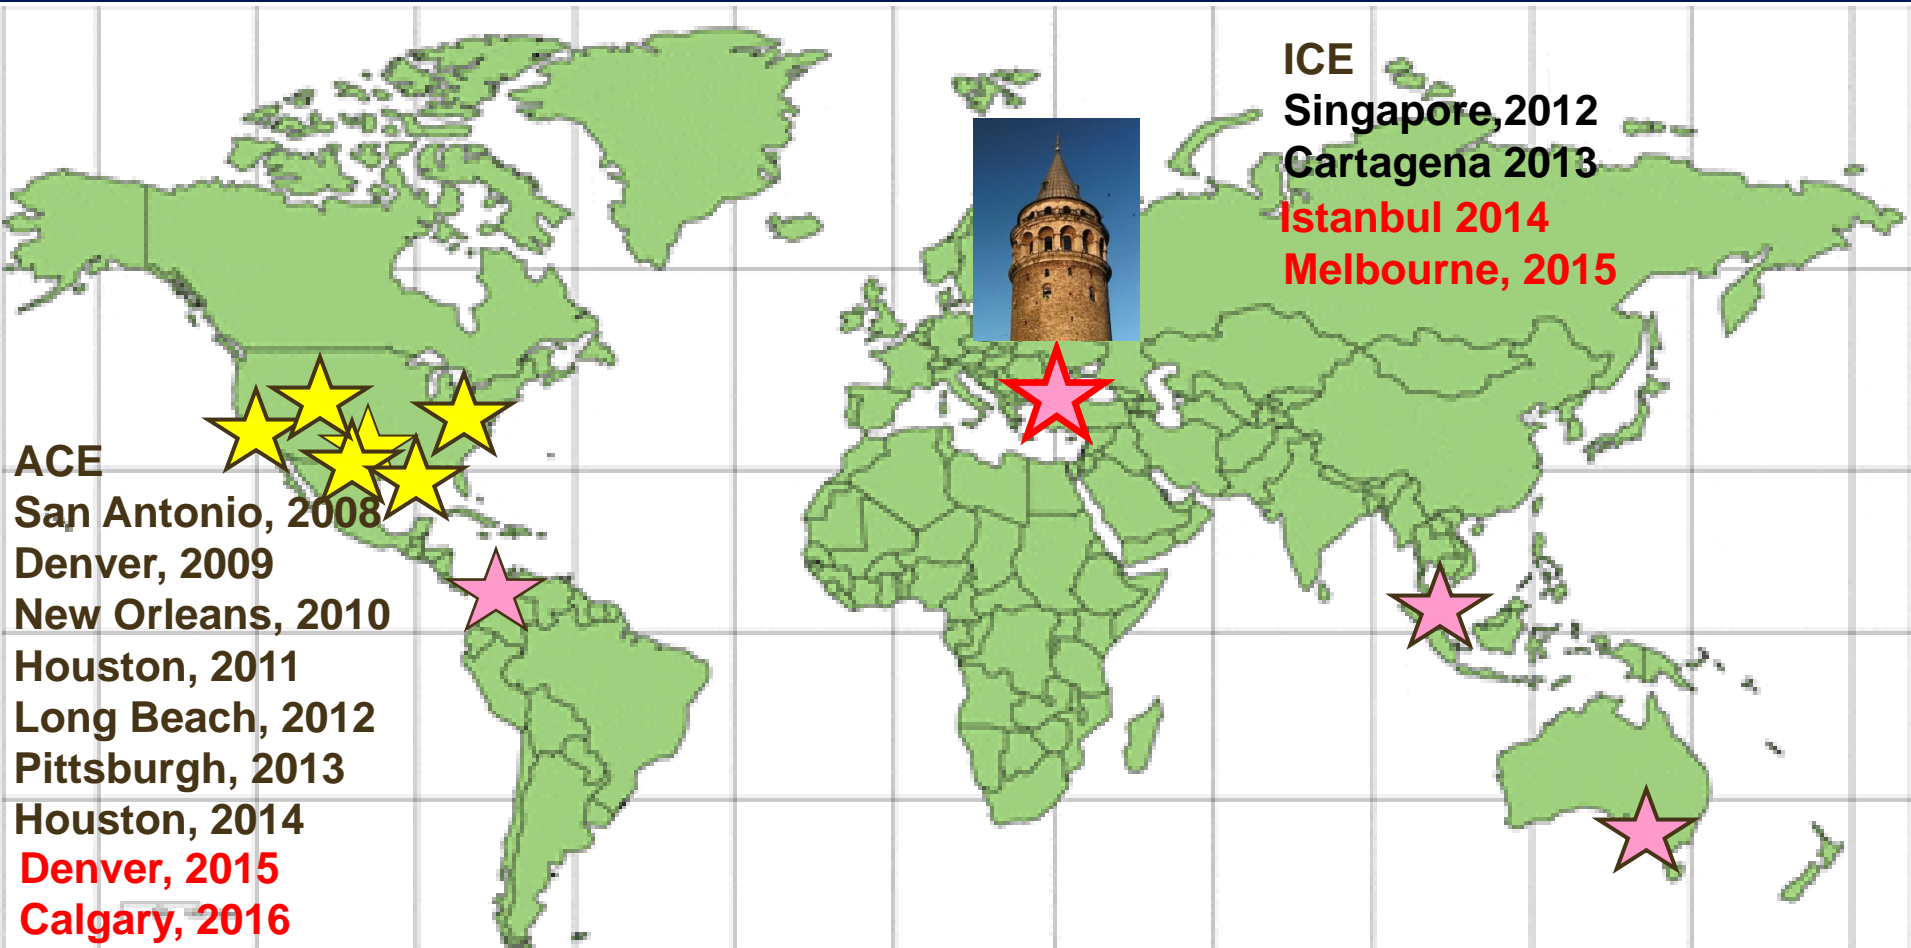 ICE
Singapore,2012
Cartagena 2013
Istanbul 2014
Melbourne, 2015
ACE
San Antonio, 2008
Denver, 2009
New Orleans, 2010
Houston, 2011
Long Beach, 2012
Pittsburgh, 2013
Houston, 2014
Denver, 2015
Calgary, 2016